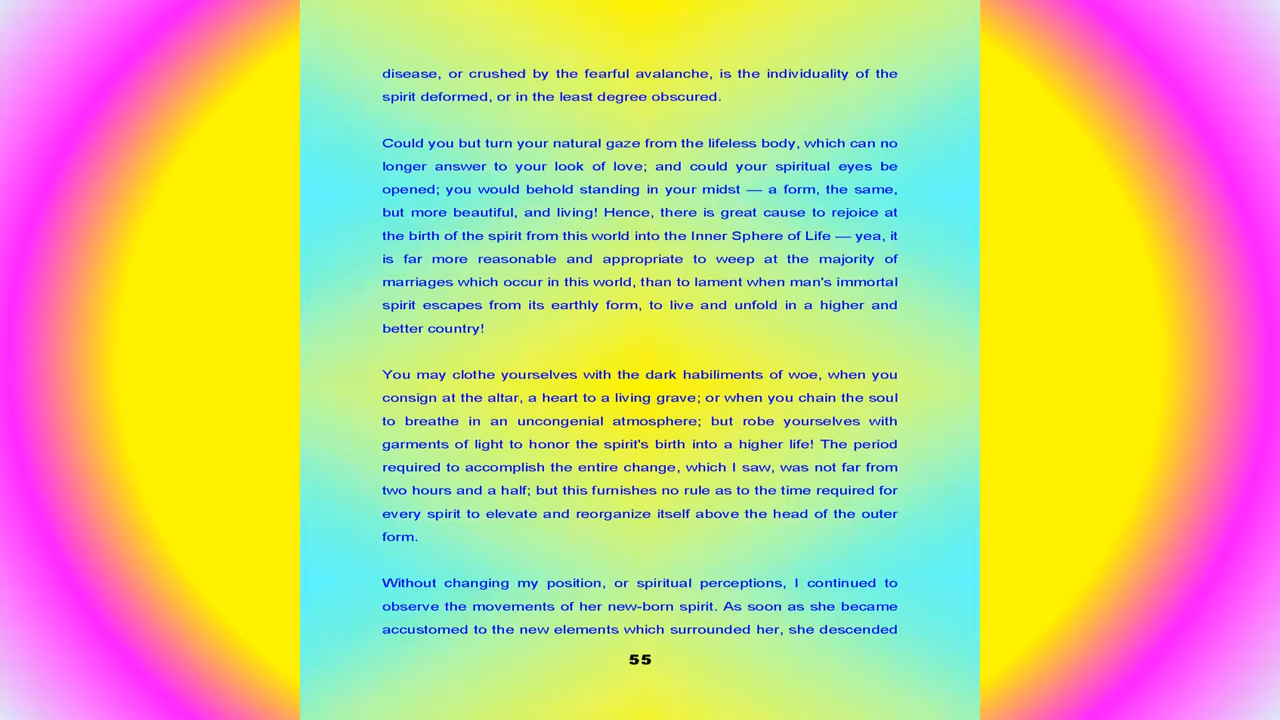 disease, or crushed by the fearful avalanche, is the individuality of the
spirit deformed, or in the least degree obscured.
Could you but turn your natural gaze from the lifeless body, which can no
longer answer to your look of love; and could your spiritual eyes be
opened; you would behold standing in your midst — a form, the same,
but more beautiful, and living! Hence, there is great cause to rejoice at
the birth of the spirit from this world into the Inner Sphere of Life — yea, it
is far more reasonable and appropriate to weep at the majority of
marriages which occur in this world, than to lament when man's immortal
spirit escapes from its earthly form, to live and unfold in a higher and
better country!
You may clothe yourselves with the dark habiliments of woe, when you
consign at the altar, a heart to a living grave; or when you chain the soul
to breathe in an uncongenial atmosphere; but robe yourselves with
garments of light to honor the spirit's birth into a higher life! The period
required to accomplish the entire change, which I saw, was not far from
two hours and a half; but this furnishes no rule as to the time required for
every spirit to elevate and reorganize itself above the head of the outer
form.
Without changing my position, or spiritual perceptions, I continued to
observe the movements of her new-born spirit. As soon as she became
accustomed to the new elements which surrounded her, she descended
55